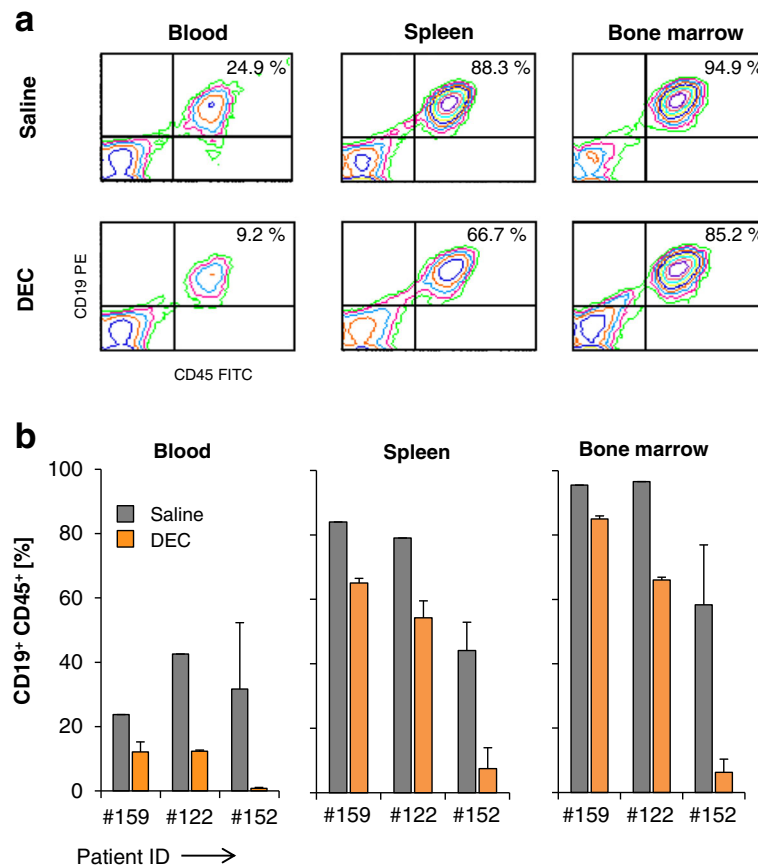 a
Blood Spleen Bone marrow
Saline
24.9 % 88.3 % 94.9 %
DEC
CD19 PE
9.2 % 66.7 % 85.2 %
CD45 FITC
b
Blood Spleen Bone marrow
CD19+ CD45+ [%]
100
80
60
40
20
0
Saline
DEC
#159 #122 #152 #159 #122 #152 #159 #122 #152
Patient ID